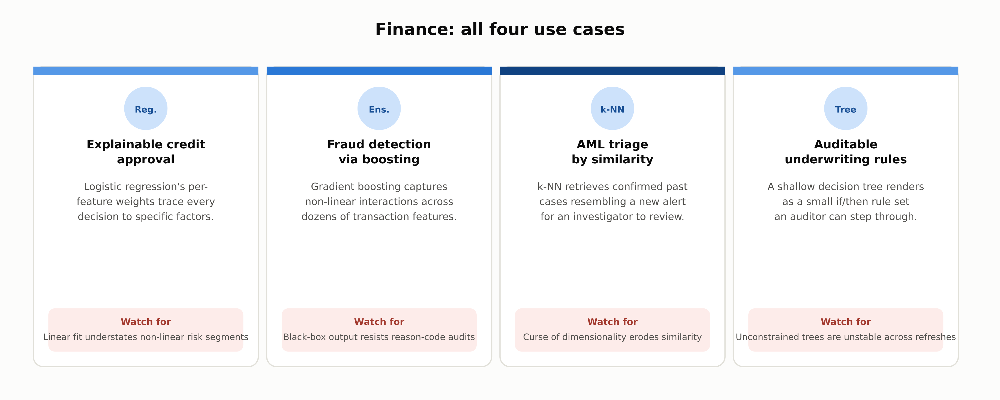 Finance: all four use cases
Reg.
Explainable credit
approval
Logistic regression's per-
feature weights trace every
decision to specific factors.
Watch for
Linear fit understates non-linear risk segments
Ens.
Fraud detection
via boosting
Gradient boosting captures
non-linear interactions across
dozens of transaction features.
Watch for
Black-box output resists reason-code audits
k-NN
AML triage
by similarity
k-NN retrieves confirmed past
cases resembling a new alert
for an investigator to review.
Watch for
Curse of dimensionality erodes similarity
Tree
Auditable
underwriting rules
A shallow decision tree renders
as a small if/then rule set
an auditor can step through.
Watch for
Unconstrained trees are unstable across refreshes